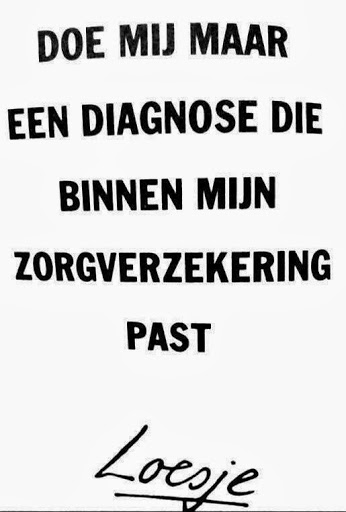 DOE MIJ MAAR
EEN DIAGNOSE DIE
BINNEN MIJN
ZORGVERZEKERING
PAST
Loesje